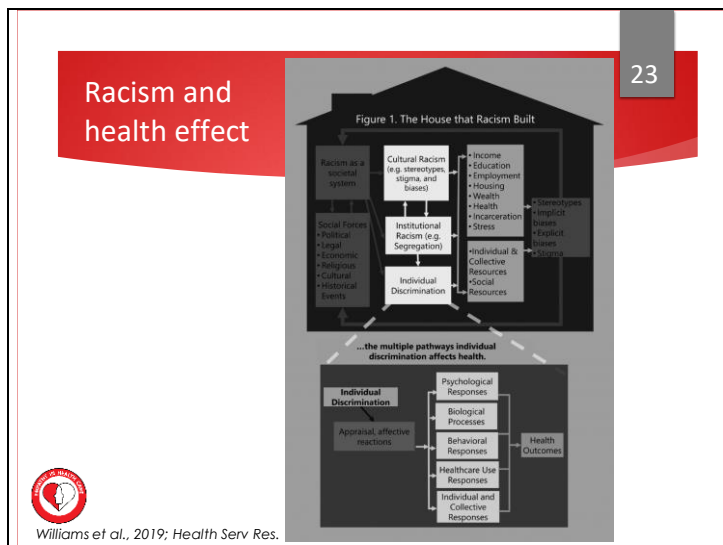 Racism and
health effect
23
Figure 1. The House that Racism Built
Racism as a
societal
system
Social Forces
•Political
•Legal
•Economic
•Religious
•Cultural
•Historical
Events
Cultural Racism
(e.g. stereotypes,
stigma, and
biases)
Institutional
Racism (e.g.
Segregation)
Individual
Discrimination
•Income
•Education
•Employment
•Housing
•Wealth
•Health
•Incarceration
•Stress
•Individual &
Collective
Resources
•Social
Resources
•Stereotypes
•Implicit
biases
•Explicit
biases
•Stigma
...the multiple pathways individual
discrimination affects health.
Individual
Discrimination
Appraisal, affective
reactions
Psychological
Responses
Biological
Processes
Behavioral
Responses
Healthcare Use
Responses
Individual and
Collective
Responses
Health
Outcomes
Williams et al., 2019; Health Serv Res.